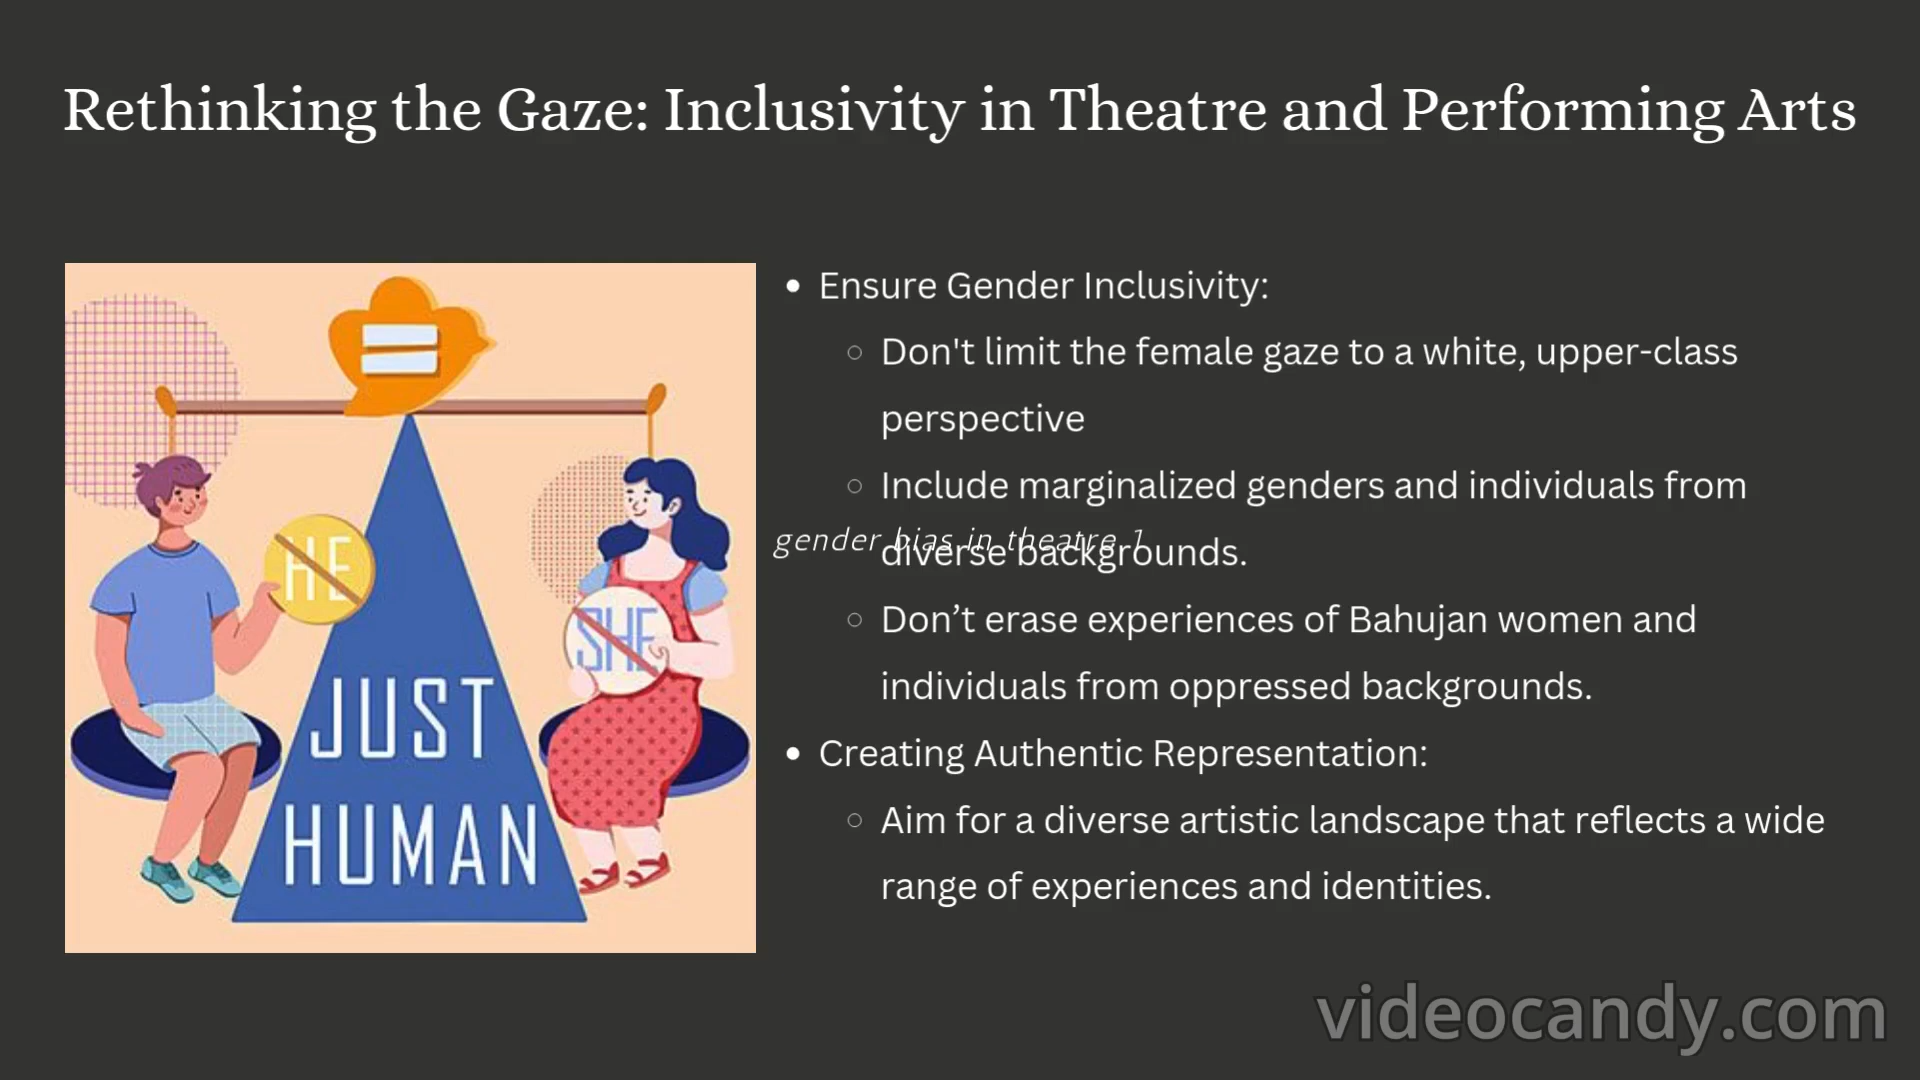 Rethinking the Gaze: Inclusivity in Theatre and Performing Arts
HE
SHE
JUST
HUMAN
• Ensure Gender Inclusivity:
○ Don't limit the female gaze to a white, upper-class
perspective
○ Include marginalized genders and individuals from
gender bias in theatre 1
diverse backgrounds.
○ Don’t erase experiences of Bahujan women and
individuals from oppressed backgrounds.
• Creating Authentic Representation:
○ Aim for a diverse artistic landscape that reflects a wide
range of experiences and identities.
videocandy.com